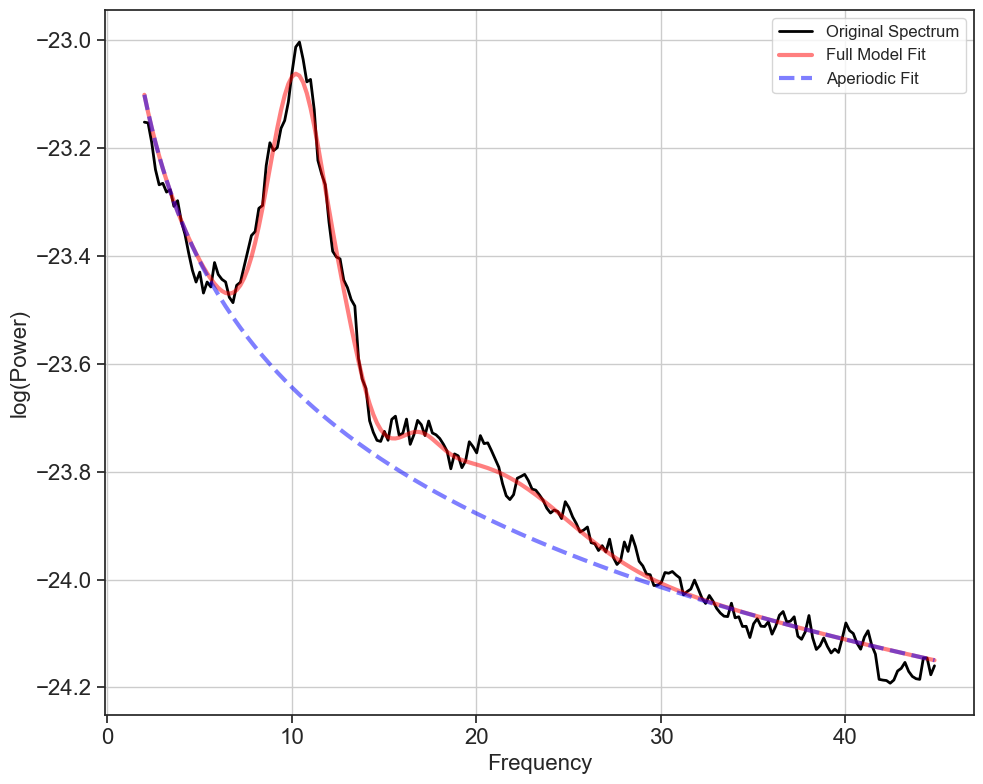 Original Spectrum
Full Model Fit
Aperiodic Fit
−23.0
−23.2
−23.4
−23.6
−23.8
−24.0
−24.2
log(Power)
0 10 20 30 40
Frequency